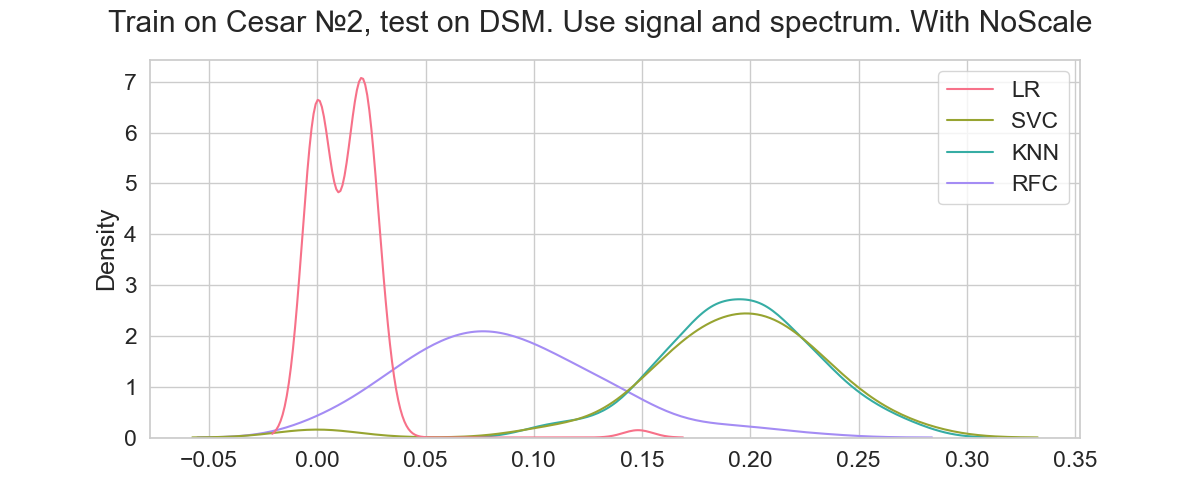 Train on Cesar №2, test on DSM. Use signal and spectrum. With NoScale
Density
7
6
5
4
3
2
1
0
LR
SVC
KNN
RFC
−0.05 0.00 0.05 0.10 0.15 0.20 0.25 0.30 0.35